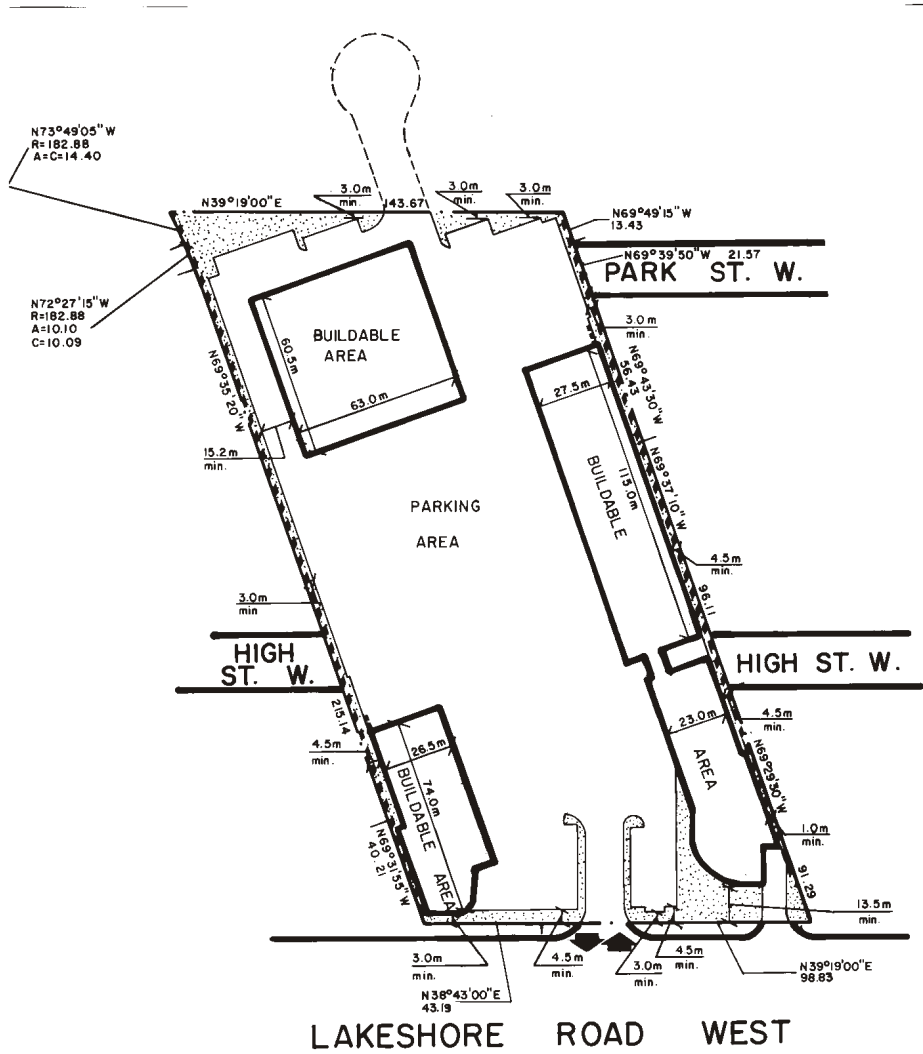 N73°49'05"W
R=182.88
A=C=14.40
N39°19'00"E
3.0m
min.
143.67
3.0m
min.
3.0m
min.
N69°49'15"W
13.43
N69°39'50"W 21.57
PARK ST. W.
N72°27'15"W
R=182.88
A=10.10
C=10.09
BUILDABLE
AREA
60.5m
63.0m
3.0m
min.
N69°43'30"W
56.43
27.5m
N69°35'20"W
15.2m
min.
N69°37'10"W
BUILDABLE
115.0m
PARKING
AREA
4.5m
min.
96.11
3.0m
min
HIGH
ST. W.
HIGH ST. W.
215.14
4.5m
min.
26.5m
23.0m
4.5m
min.
BUILDABLE
AREA
74.0m
AREA
N69°29'30"W
N69°31'55"W
40.21
1.0m
min.
91.29
13.5m
min.
3.0m
min.
4.5m
min.
3.0m
min.
4.5m
min.
N39°19'00"E
98.83
N38°43'00"E
43.19
LAKESHORE ROAD WEST